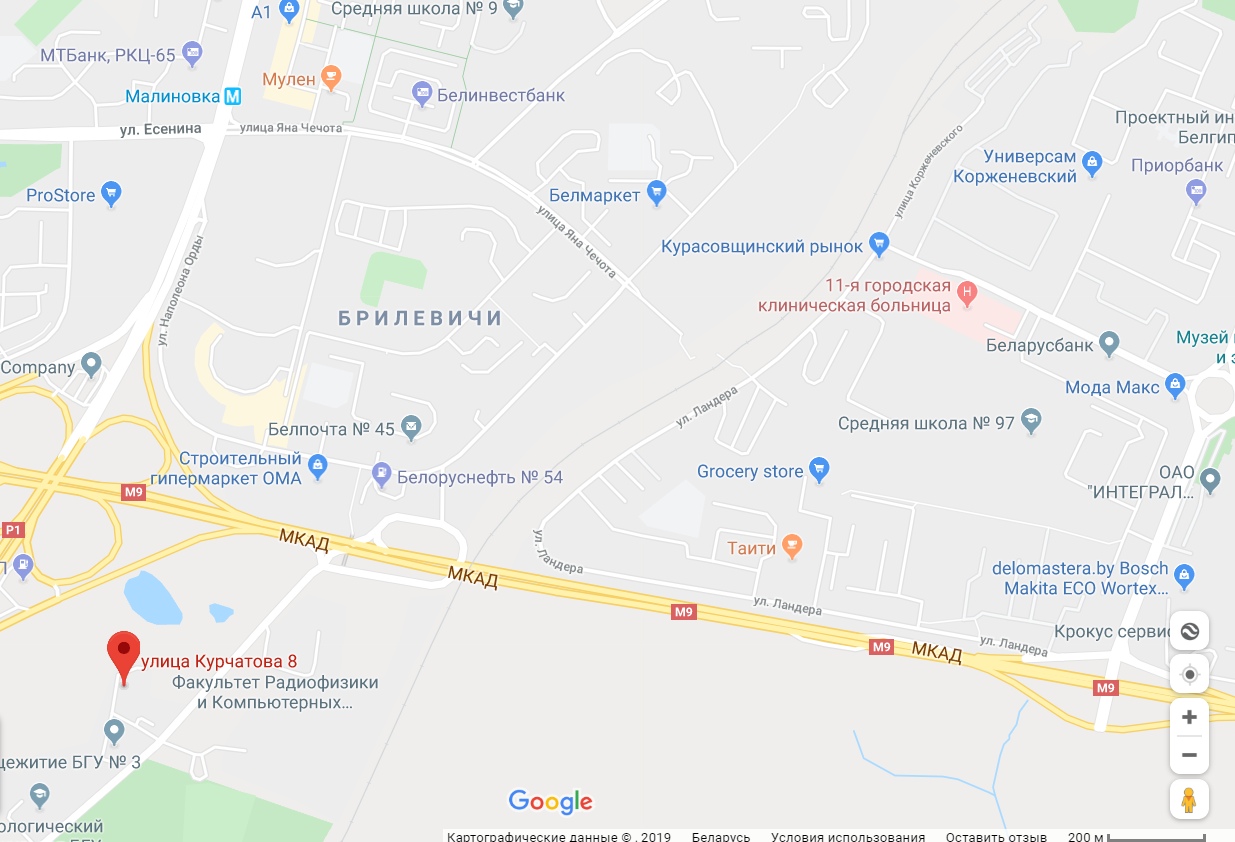 A1
Средняя школа № 9
МТБанк, РКЦ-65
Мулен
Белинвестбанк
Малиновка M
ул. Есенина
улица Яна Чечота
Проектный ин
Белгип
улица Корженевского
Универсам
Корженевский
Приорбанк
ProStore
Белмаркет
улица Яна Чечота
Курасовщинский рынок
ул. Наполеона Орды
11-я городская
клиническая больница
H
БРИЛЕВИЧИ
Беларусбанк
Музей
и э
Company
Мода Макс
ул. Ландера
Белпочта № 45
Средняя школа № 97
Строительный
гипермаркет ОМА
Белоруснефть № 54
Grocery store
ОАО
"ИНТЕГРАЛ...
M9
P1
МКАД
ул. Ландера
Таити
МКАД
delomastera.by Bosch
Makita ECO Wortex...
ул. Ландера
M9
Крокус сервис
ул. Ландера
M9
МКАД
улица Курчатова 8
Факультет Радиофизики
и Компьютерных...
M9
щежитие БГУ № 3
ологический
БГУ
Google
Картографические данные © , 2019 Беларусь Условия использования Оставить отзыв 200 м